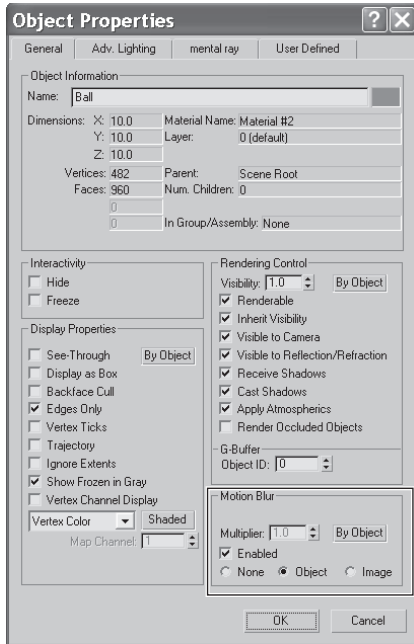 Object Properties
General Adv. Lighting mental ray User Defined
Object Information
Name: Ball
Dimensions: X: 10.0 Material Name: Material #2
Y: 10.0 Layer: 0 (default)
Z: 10.0
Vertices: 482 Parent: Scene Root
Faces: 960 Num. Children: 0
0
0 In Group/Assembly: None
Interactivity
Hide
Freeze
Display Properties
See-Through By Object
Display as Box
Backface Cull
Edges Only
Vertex Ticks
Trajectory
Ignore Extents
Show Frozen in Gray
Vertex Channel Display
Vertex Color Shaded
Map Channel: 1
Rendering Control
Visibility: 1.0 By Object
Renderable
Inherit Visibility
Visible to Camera
Visible to Reflection/Refraction
Receive Shadows
Cast Shadows
Apply Atmospherics
Render Occluded Objects
G-Buffer
Object ID: 0
Motion Blur
Multiplier: 1.0 By Object
Enabled
None Object Image
OK Cancel